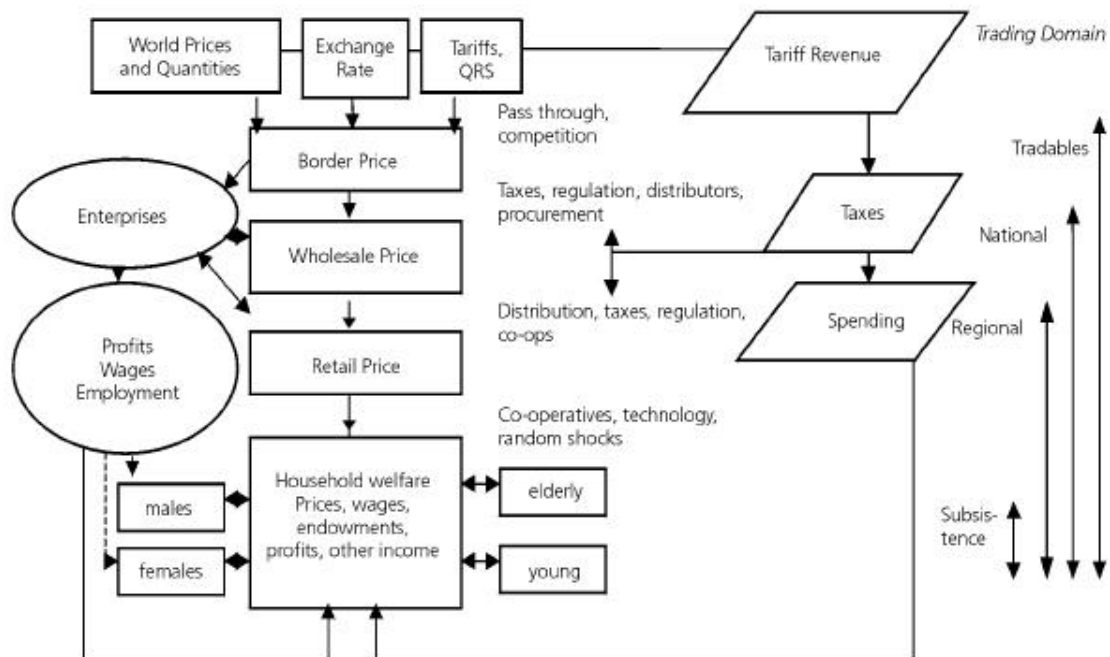 World Prices
and Quantities
Exchange
Rate
Tariffs,
QRS
Tariff Revenue
Trading Domain
Pass through,
competition
Tradables
Border Price
Enterprises
Taxes, regulation, distributors,
procurement
Taxes
National
Wholesale Price
Distribution, taxes, regulation,
co-ops
Spending
Regional
Profits
Wages
Employment
Retail Price
Co-operatives, technology,
random shocks
Household welfare
Prices, wages,
endowments,
profits, other income
males
females
elderly
young
Subsis-
tence